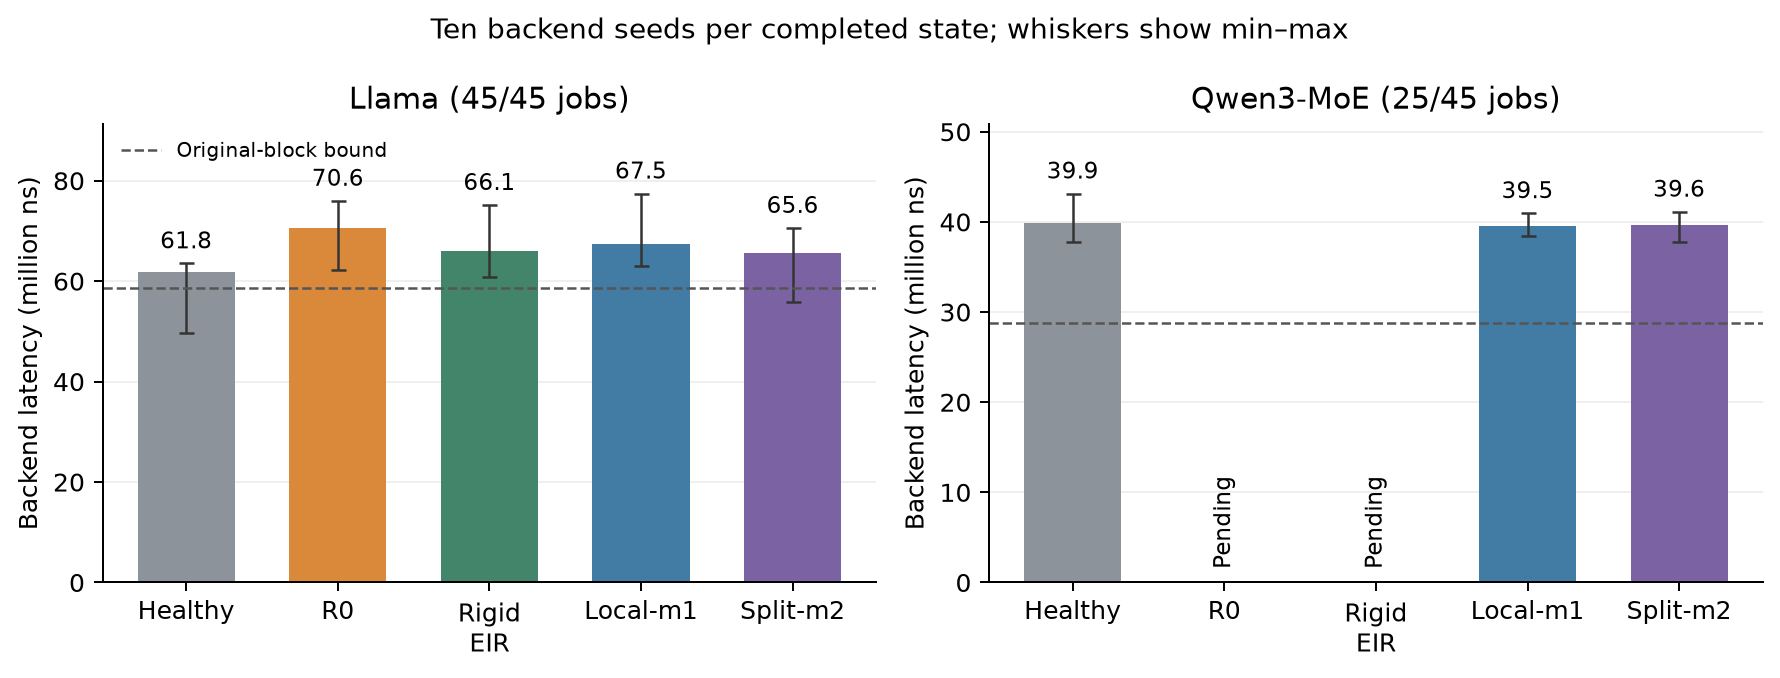 Ten backend seeds per completed state; whiskers show min–max
Llama (45/45 jobs)
Original-block bound
Backend latency (million ns)
80
60
40
20
0
61.8
70.6
66.1
67.5
65.6
Healthy
R0
Rigid
EIR
Local-m1
Split-m2
Qwen3-MoE (25/45 jobs)
Backend latency (million ns)
50
40
30
20
10
0
39.9
Pending
Pending
39.5
39.6
Healthy
R0
Rigid
EIR
Local-m1
Split-m2